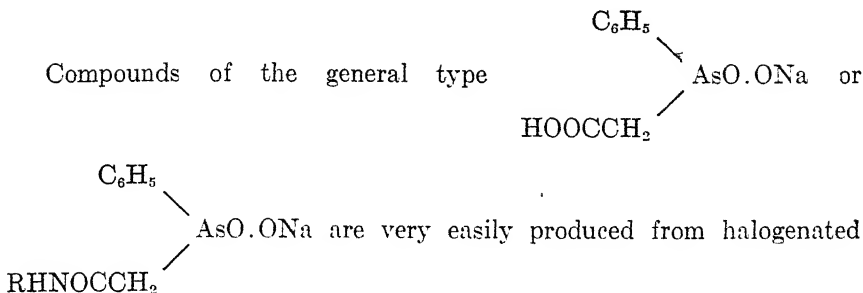 C₆H₅
Compounds of the general type AsO.ONa or
HOOCCH₂
C₆H₅
AsO.ONa are very easily produced from halogenated
RHNOCCH₂